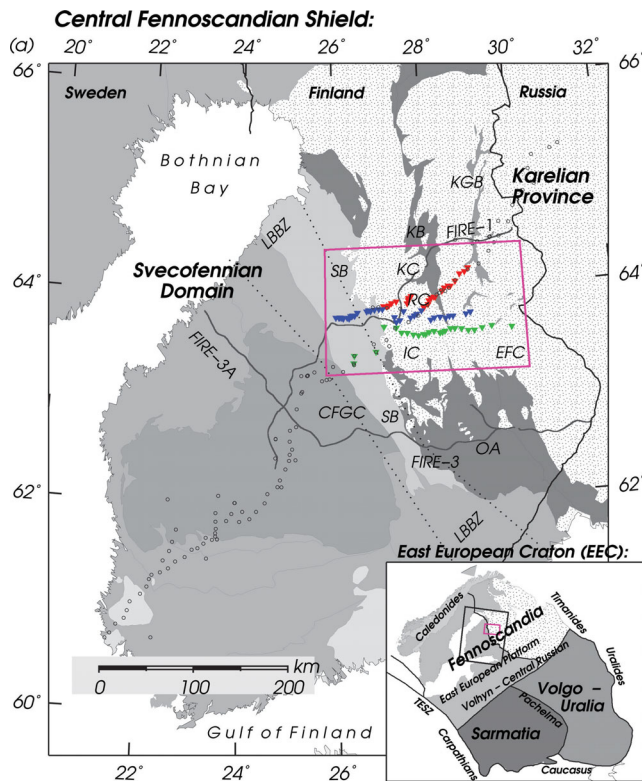 Central Fennoscandian Shield:
(a)
20° 22° 24° 26° 28° 30° 32°
66° 66°
Sweden Finland Russia
Bothnian
Bay
KGB
Karelian
Province
LBBZ
KB
FIRE-1
SB
KC
64° 64°
Svecofennian
Domain
RG
FIRE-3A
IC
EFC
CFGC
SB
OA
FIRE-3
62° 62°
LBBZ
East European Craton (EEC):
Caledonides
Timanides
Fennoscandia
Uralides
East European Platform
Volhyn - Central Russian
km
0 100 200
Volgo -
Uralia
60°
Pachelma
TESZ
Sarmatia
Gulf of Finland
Carpathians
Caucasus
22° 24° 26° 28° 30°